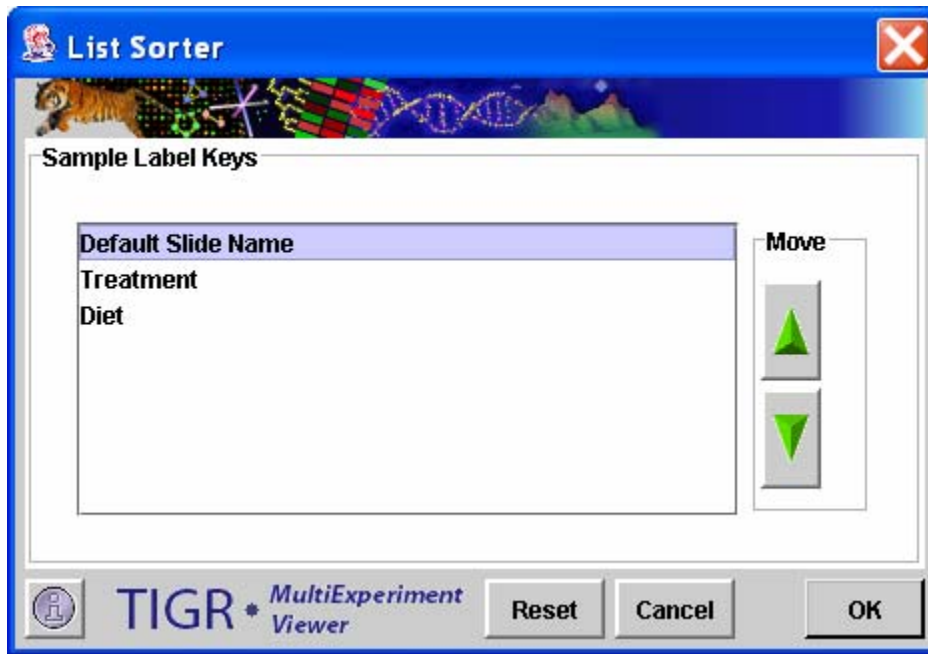 List Sorter
Sample Label Keys
Default Slide Name
Treatment
Diet
Move
TIGR • MultiExperiment
Viewer
Reset
Cancel
OK